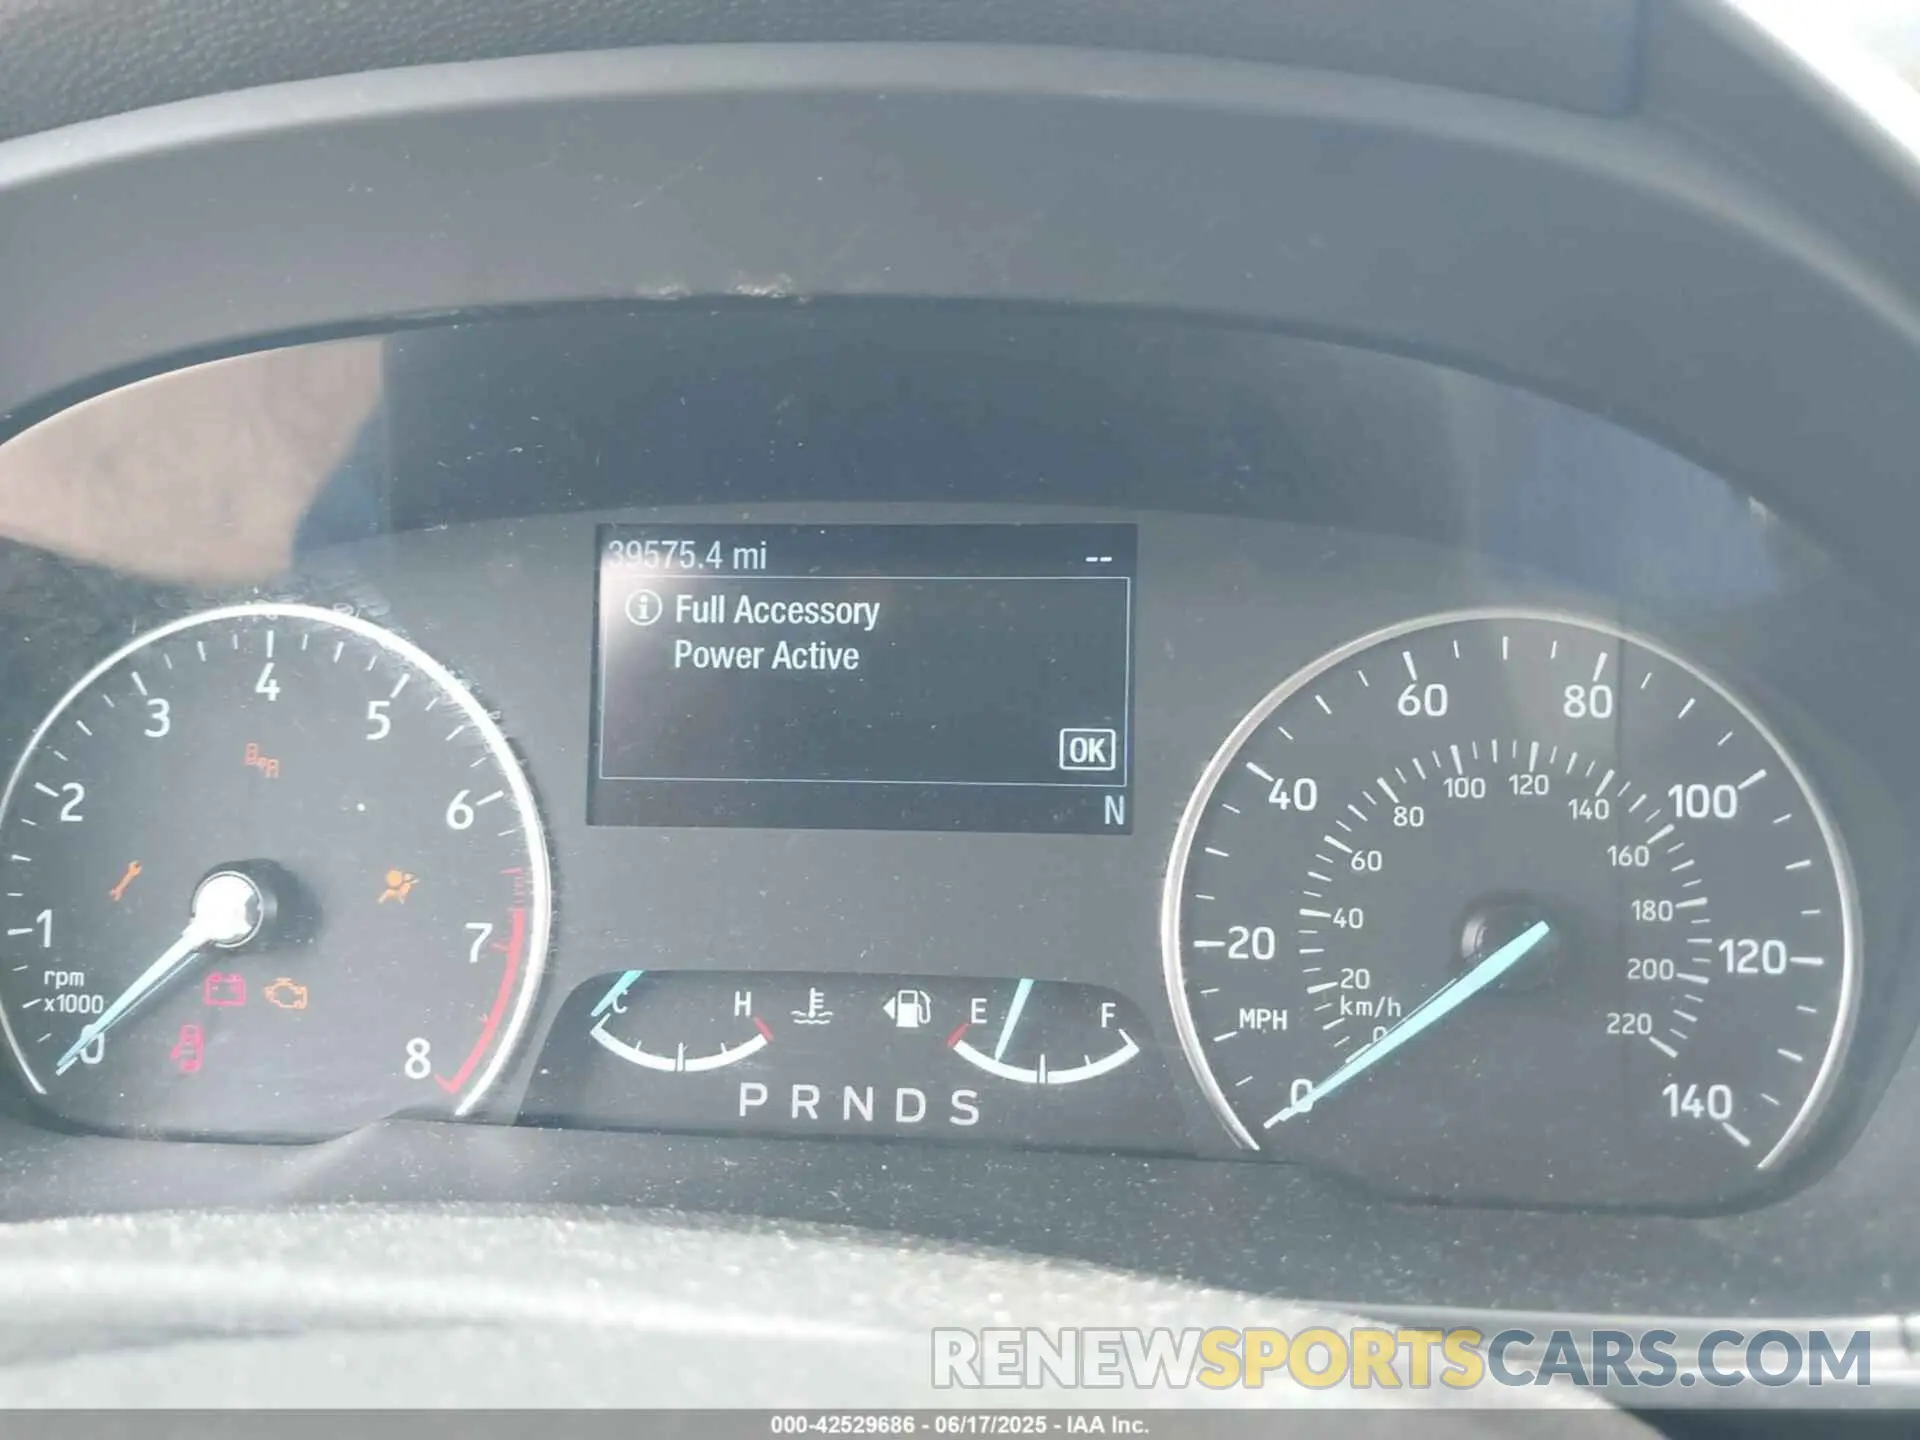 39575.4 mi --
Full Accessory
Power Active
OK
N
1
2
3
4
5
6
7
8
0
rpm
x1000
C H
E F
P R N D S
0
20
40
60
80
100
120
140
MPH
km/h
0
20
40
60
80
100
120
140
160
180
200
220
RENEWSPORTSCARS.COM
000-42529686 - 06/17/2025 - IAA Inc.